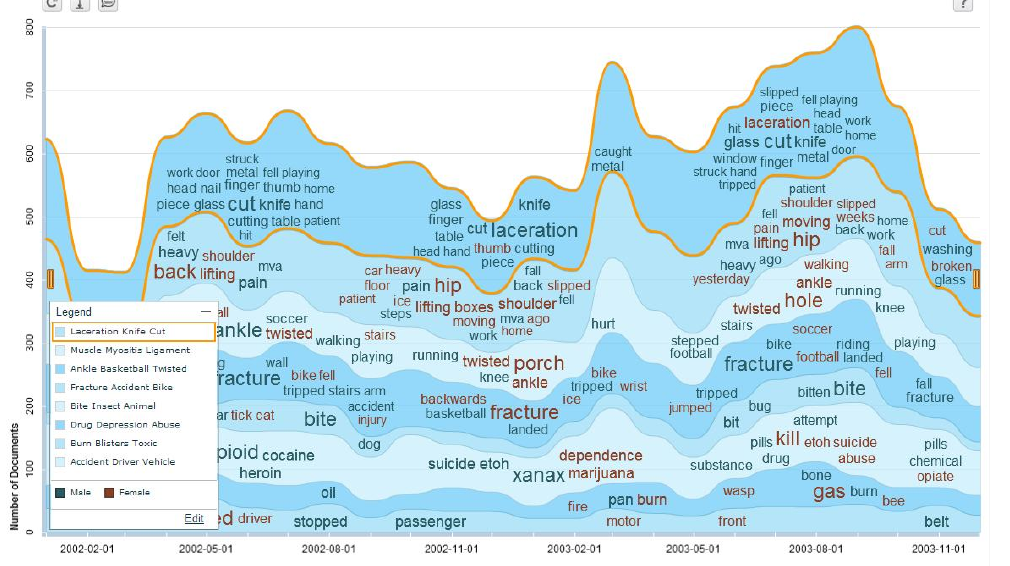 ?
800
700
600
500
400
300
200
100
0
Number of Documents
slipped
piece
fell playing
head
hit laceration table work
home
glass cut knife
door
window finger metal
struck hand
tripped
caught
metal
struck
work door metal fell playing
head nail finger thumb home
piece glass cut knife hand
cutting table patient
hit
glass
finger
knife
table cut laceration
head hand thumb cutting
piece
patient
shoulder slipped
fell moving weeks home
pain back work
mva lifting hip
fall
heavy ago walking arm
yesterday
cut
washing
broken
glass
felt
heavy shoulder
back lifting mva
pain
car heavy
floor pain hip
patient ice
steps lifting boxes
moving
work
fall
back slipped
shoulder fell
mva ago
home
ankle
hole running
twisted knee
stairs
soccer
walking
twisted
ankle
stairs
playing
running
twisted porch
knee ankle
hurt
stepped
football
bike riding playing
football landed
soccer
fracture
fell
wall
bike fell
fracture
tripped stairs arm
accident
injury
backwards
basketball fracture
landed
ice
bike
tripped wrist
tripped
jumped
bitten bite
bug
bit
fall
fracture
tick cat
bite
dog
cocaine
heroin
suicide etoh
xanax
dependence
marijuana
substance
attempt
pills kill etoh suicide
drug abuse
pills
chemical
opiate
oil
fire
pan burn
wasp
bone
gas burn
bee
driver
stopped
passenger
motor
front
belt
Legend
Laceration Knife Cut
Muscle Myositis Ligament
Ankle Bike Twisted
Fracture Accident Bike
Bite Insect Animal
Drug Depression Abuse
Burn Blisters Toxic
Accident Driver Vehicle
Male Female
Edit
2002-02-01
2002-05-01
2002-08-01
2002-11-01
2003-02-01
2003-05-01
2003-08-01
2003-11-01